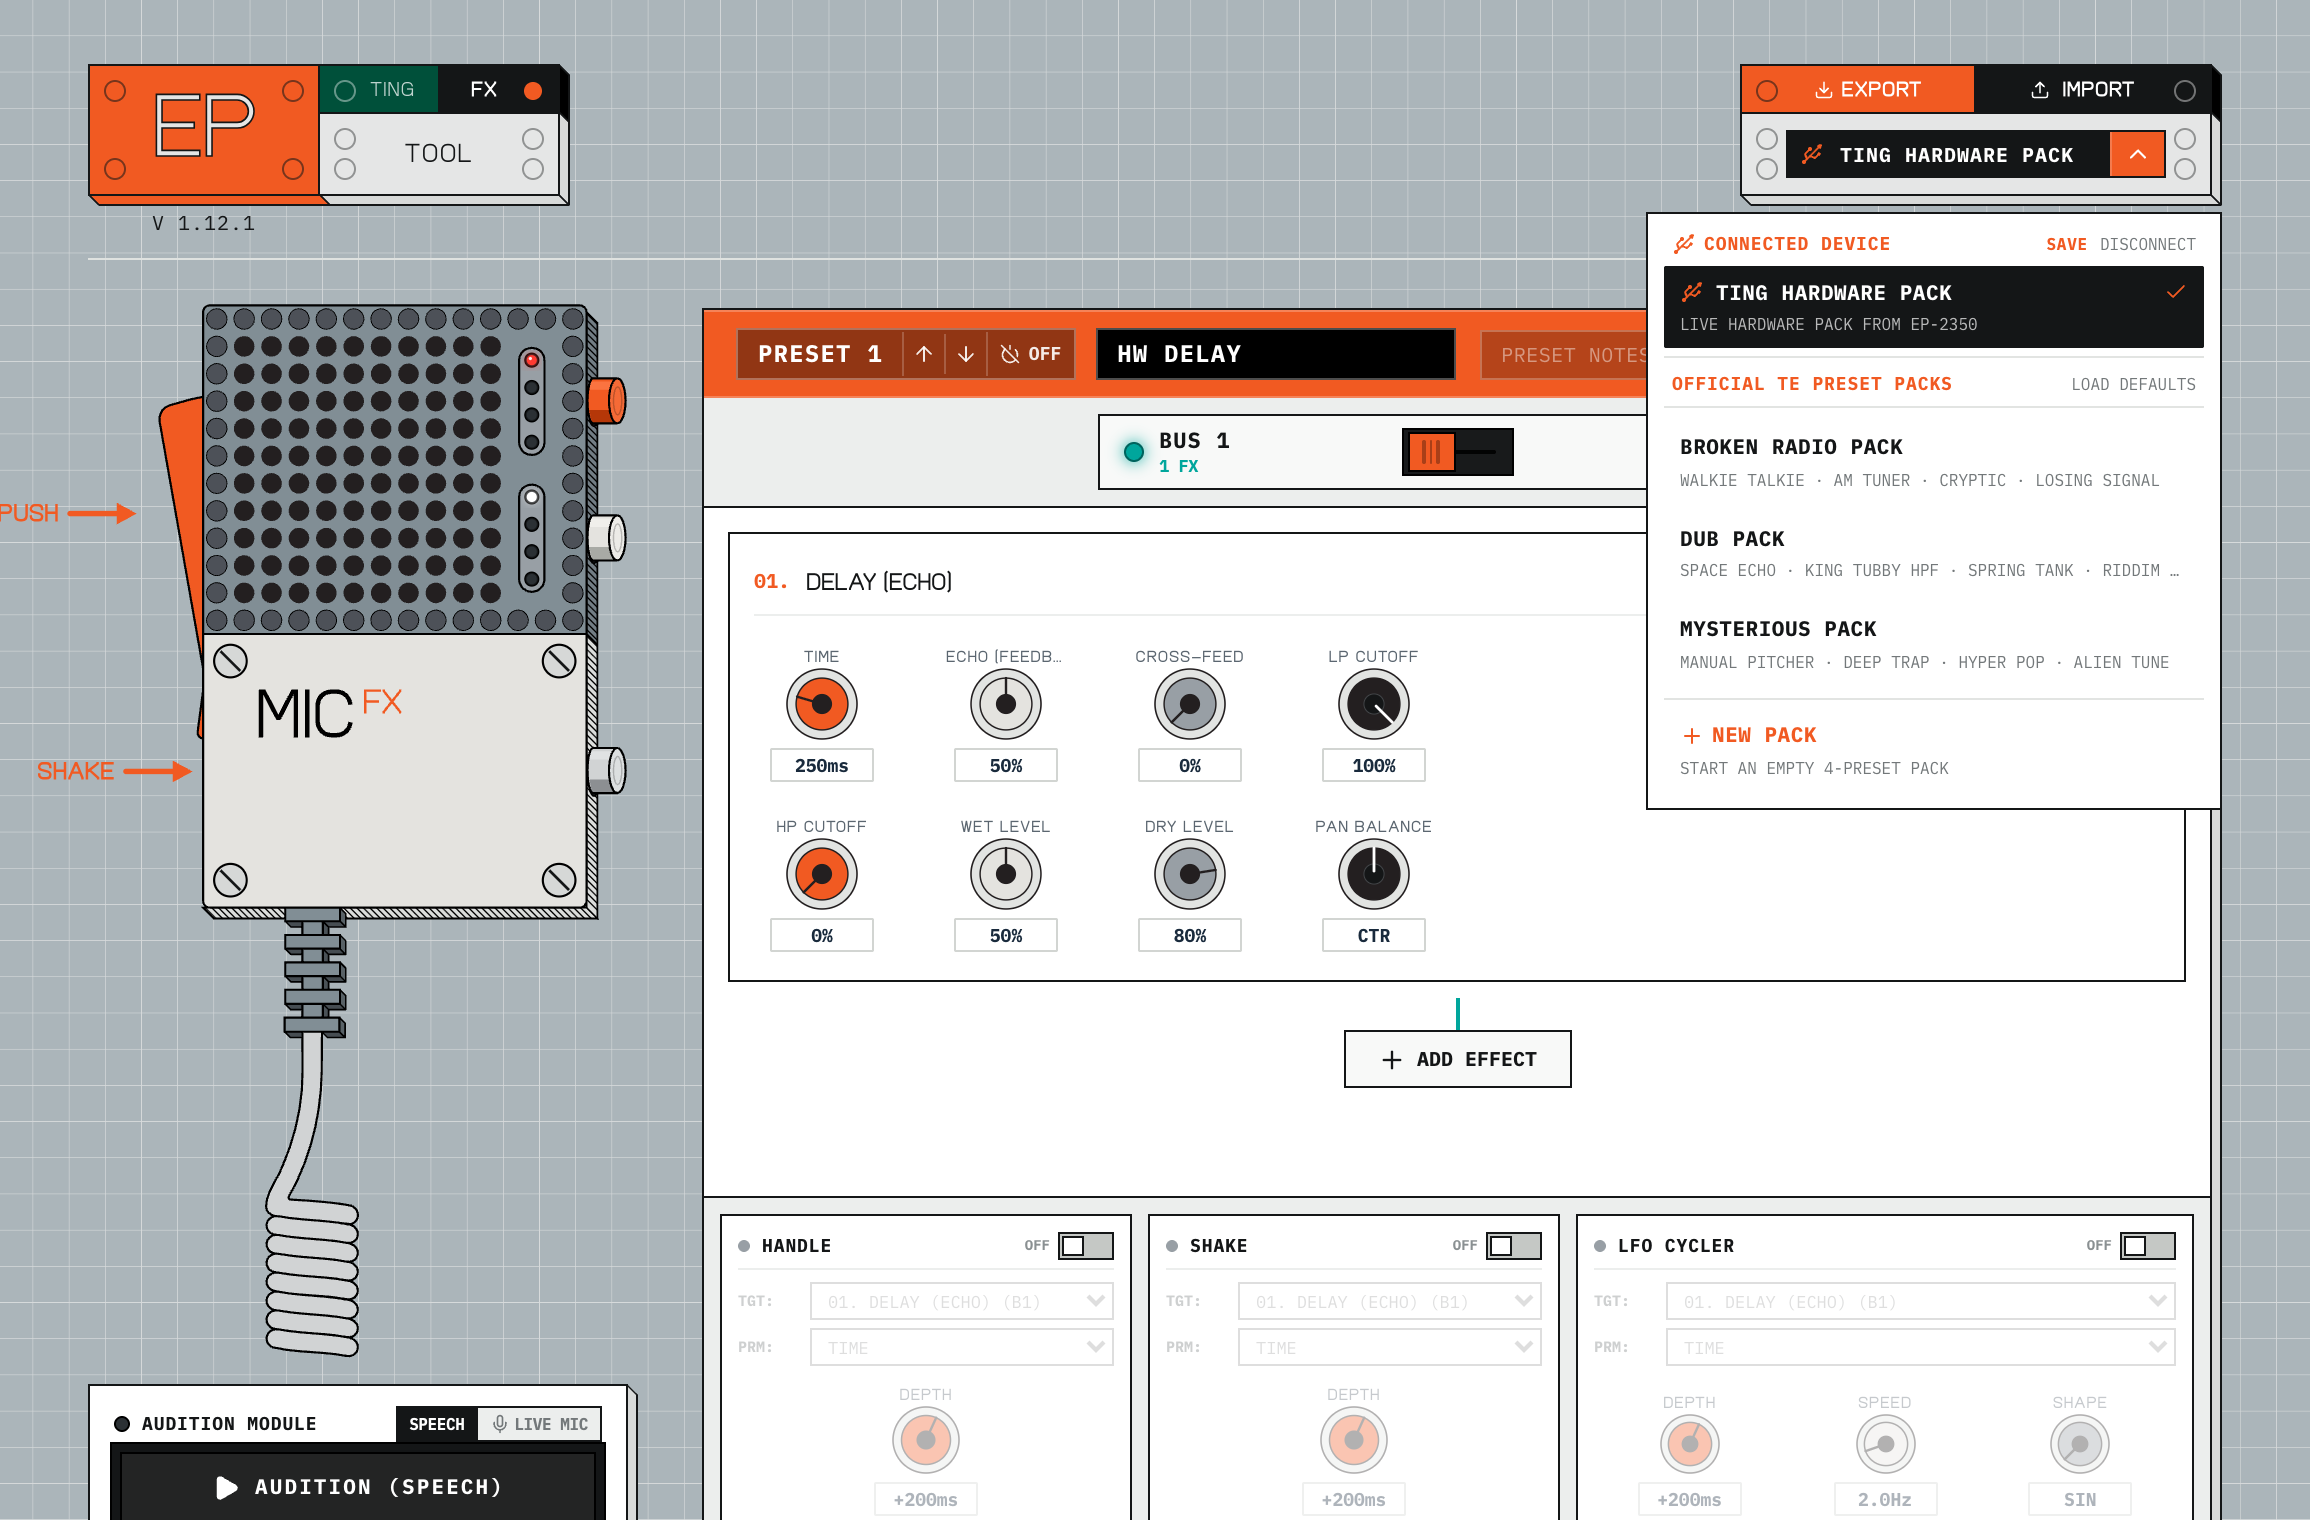 EP
TING
FX
TOOL
V 1.12.1
EXPORT
IMPORT
TING HARDWARE PACK
CONNECTED DEVICE
SAVE
DISCONNECT
TING HARDWARE PACK
LIVE HARDWARE PACK FROM EP-2350
OFFICIAL TE PRESET PACKS
LOAD DEFAULTS
BROKEN RADIO PACK
WALKIE TALKIE · AM TUNER · CRYPTIC · LOSING SIGNAL
DUB PACK
SPACE ECHO · KING TUBBY HPF · SPRING TANK · RIDDIM …
MYSTERIOUS PACK
MANUAL PITCHER · DEEP TRAP · HYPER POP · ALIEN TUNE
+ NEW PACK
START AN EMPTY 4-PRESET PACK
PUSH
SHAKE
MIC FX
PRESET 1
OFF
HW DELAY
PRESET NOTES
BUS 1
1 FX
01. DELAY (ECHO)
TIME
ECHO (FEEDB…
CROSS-FEED
LP CUTOFF
250ms
50%
0%
100%
HP CUTOFF
WET LEVEL
DRY LEVEL
PAN BALANCE
0%
50%
80%
CTR
+ ADD EFFECT
HANDLE
OFF
TGT:
01. DELAY (ECHO) (B1)
PRM:
TIME
DEPTH
+200ms
SHAKE
OFF
TGT:
01. DELAY (ECHO) (B1)
PRM:
TIME
DEPTH
+200ms
LFO CYCLER
OFF
TGT:
01. DELAY (ECHO) (B1)
PRM:
TIME
DEPTH
SPEED
SHAPE
+200ms
2.0Hz
SIN
AUDITION MODULE
SPEECH
LIVE MIC
AUDITION (SPEECH)